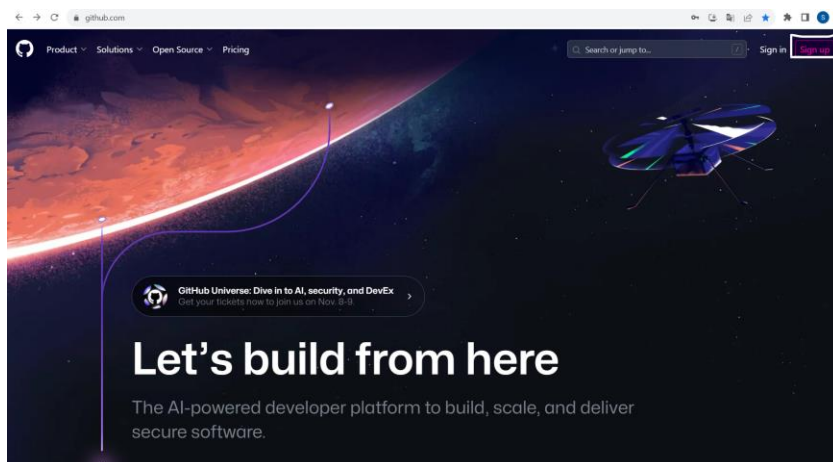 github.com
S
Product Solutions Open Source Pricing Search or jump to... / Sign in Sign up
GitHub Universe: Dive in to AI, security, and DevEx
Get your tickets now to join us on Nov. 8-9.
Let's build from here
The AI-powered developer platform to build, scale, and deliver
secure software.